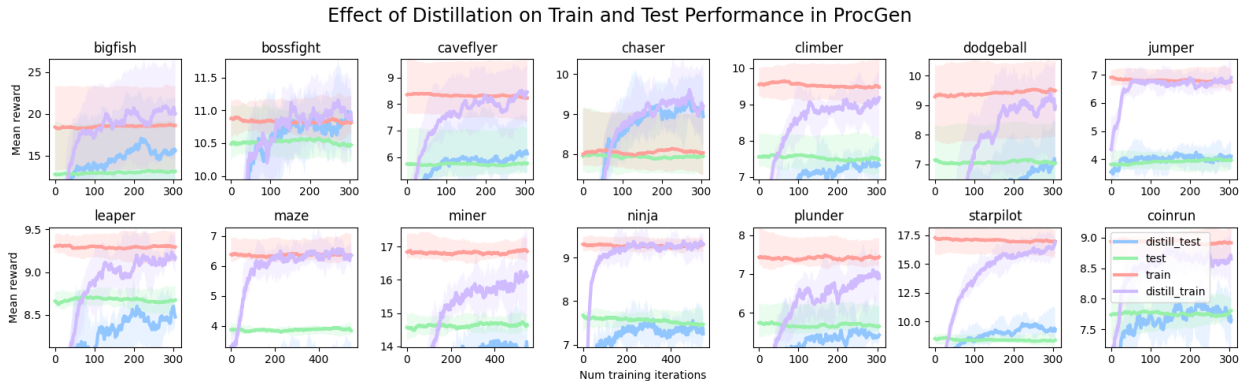 Effect of Distillation on Train and Test Performance in ProcGen
bigfish bossfight caveflyer chaser climber dodgeball jumper
Mean reward
25
20
15
0 100 200 300
11.5
11.0
10.5
10.0
0 100 200 300
9
8
7
6
0 200 400
10
9
8
0 200 400
10
9
8
7
0 100 200 300
10
9
8
7
0 100 200 300
7
6
5
4
0 100 200 300
leaper maze miner ninja plunder starpilot coinrun
Mean reward
9.5
9.0
8.5
0 100 200 300
7
6
5
4
0 200 400
17
16
15
14
0 200 400
9
8
7
0 200 400
Num training iterations
8
7
6
0 100 200 300
17.5
15.0
12.5
10.0
0 100 200 300
9.0
8.5
8.0
7.5
0 100 200 300
distill_test
test
train
distill_train